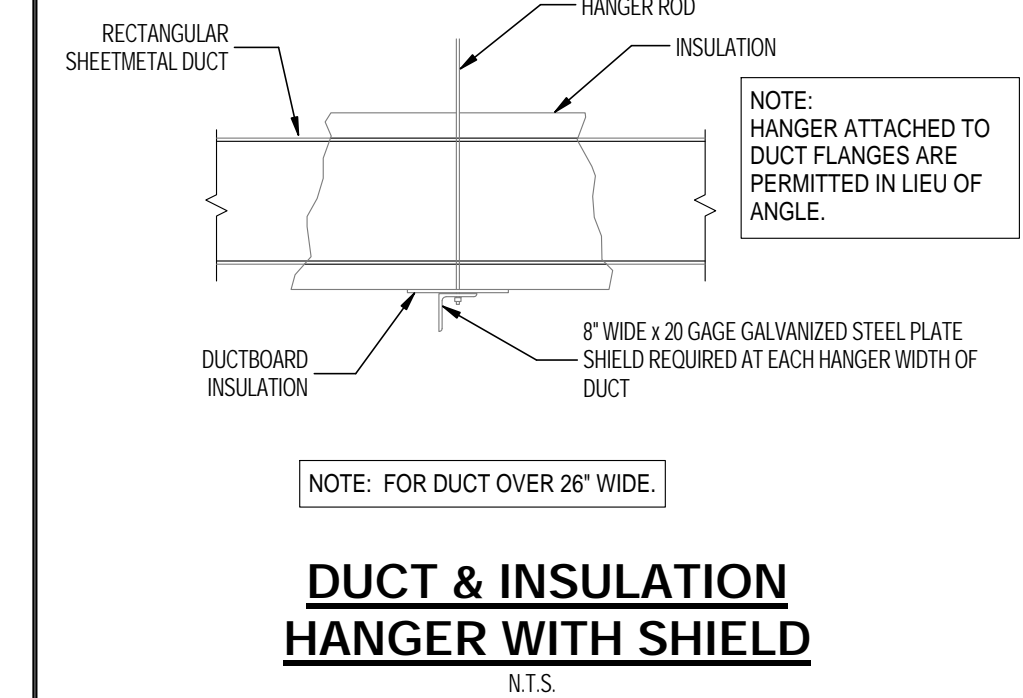 HANGER ROD
RECTANGULAR
SHEETMETAL DUCT
INSULATION
NOTE:
HANGER ATTACHED TO
DUCT FLANGES ARE
PERMITTED IN LIEU OF
ANGLE.
8" WIDE x 20 GAGE GALVANIZED STEEL PLATE
SHIELD REQUIRED AT EACH HANGER WIDTH OF
DUCT
DUCTBOARD
INSULATION
NOTE: FOR DUCT OVER 26" WIDE.
DUCT & INSULATION
HANGER WITH SHIELD
N.T.S.